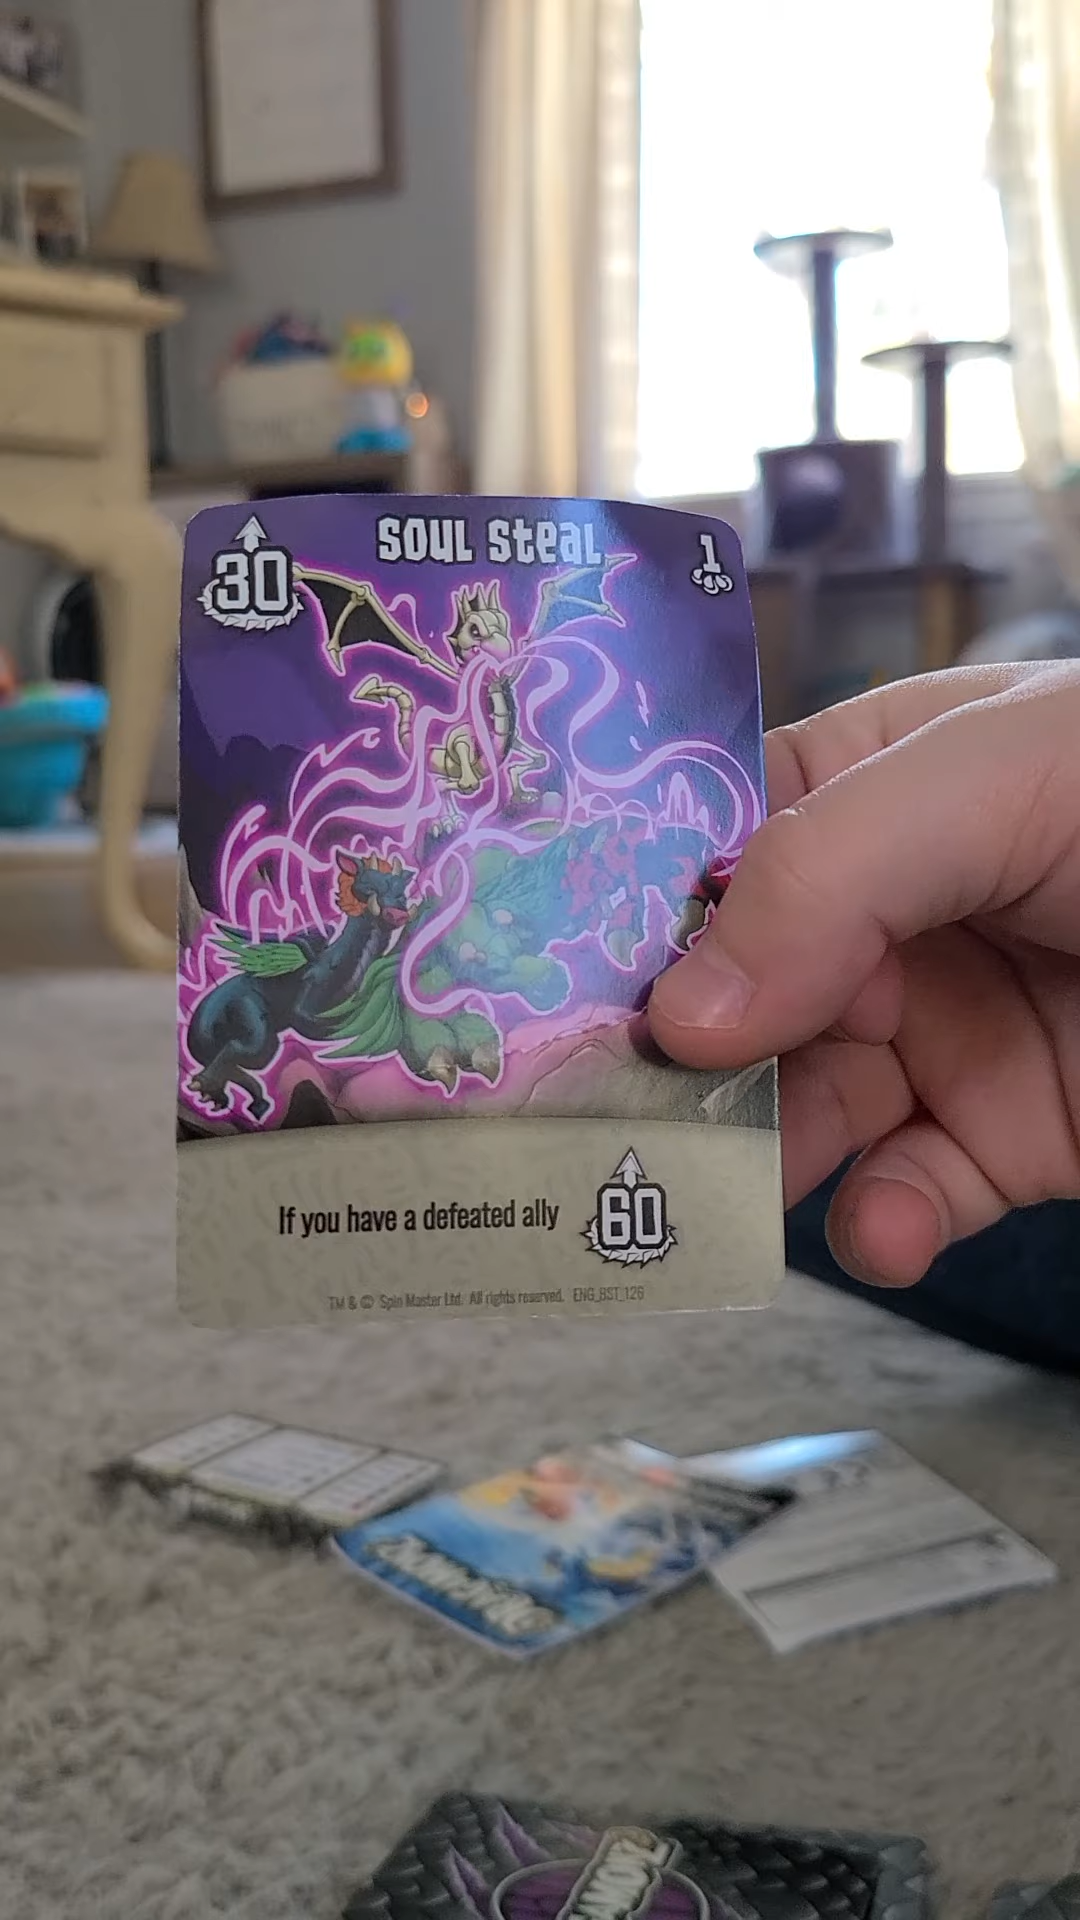 30
SOUL STEAL
1
If you have a defeated ally
60
TM & © Spin Master Ltd. All rights reserved. ENG_BST_126